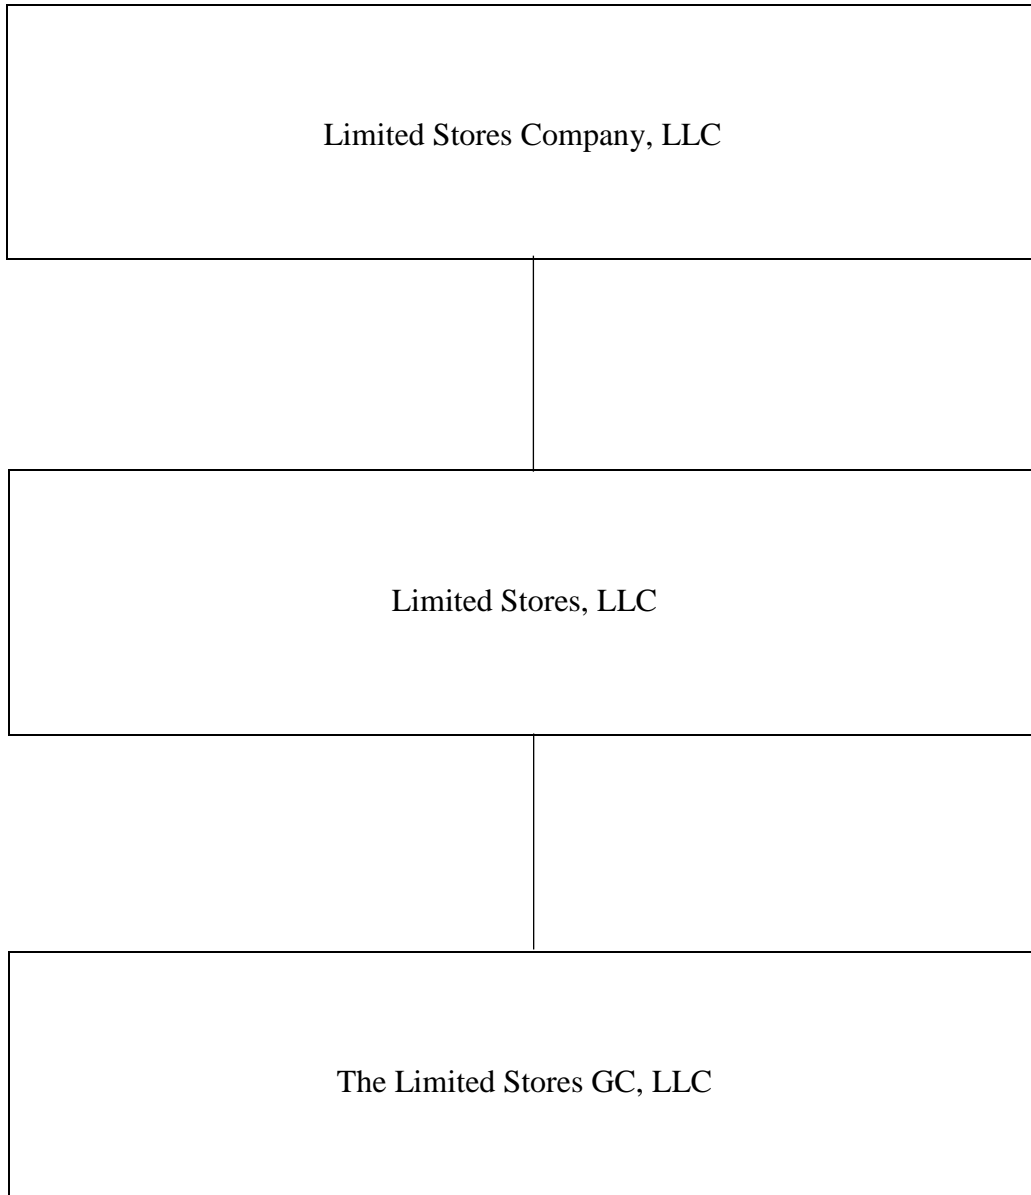 Limited Stores Company, LLC
Limited Stores, LLC
The Limited Stores GC, LLC